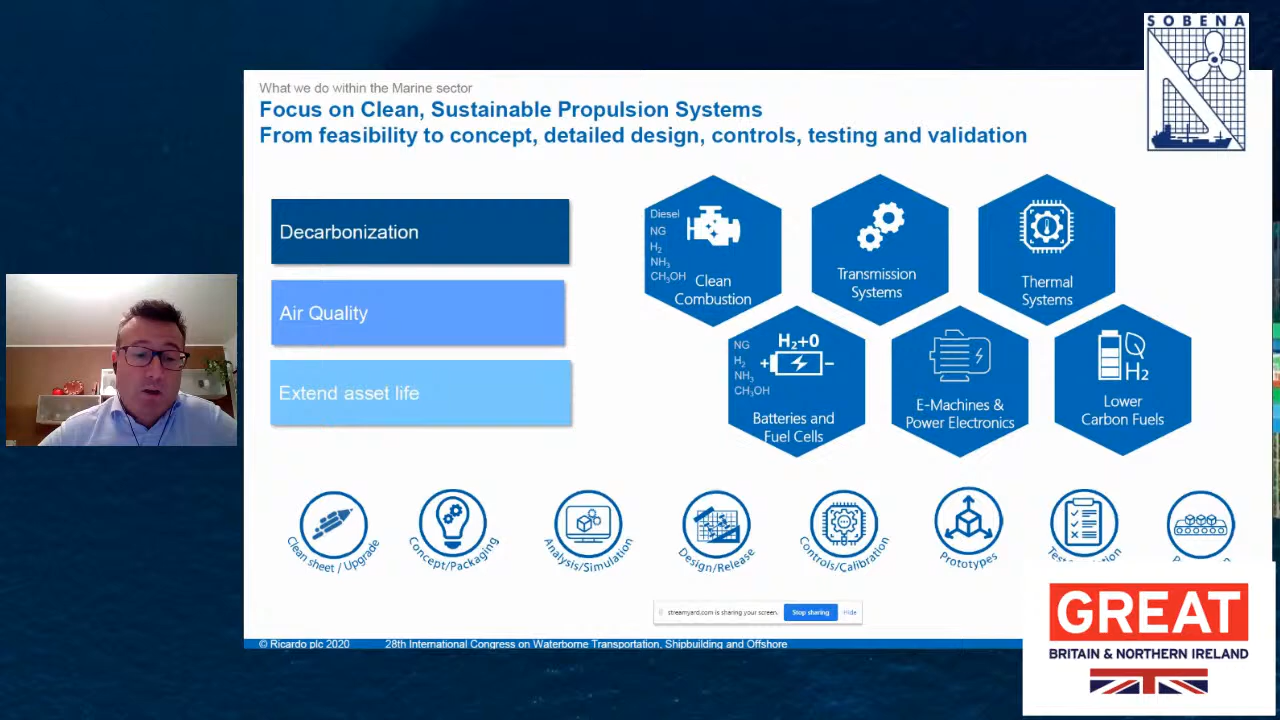 SOBENA
What we do within the Marine sector
Focus on Clean, Sustainable Propulsion Systems
From feasibility to concept, detailed design, controls, testing and validation
Decarbonization
Air Quality
Extend asset life
Diesel
NG
H₂
NH₃
CH₃OH
Clean
Combustion
Transmission
Systems
Thermal
Systems
H₂+0
NG
H₂
NH₃
CH₃OH
+
−
Batteries and
Fuel Cells
E-Machines &
Power Electronics
H₂
Lower
Carbon Fuels
Clean sheet / Upgrade
Concept/Packaging
Analysis/Simulation
Design/Release
Controls/Calibration
Prototypes
streamyard.com is sharing your screen.
Stop sharing
Hide
© Ricardo plc 2020
28th International Congress on Waterborne Transportation, Shipbuilding and Offshore
GREAT
BRITAIN & NORTHERN IRELAND